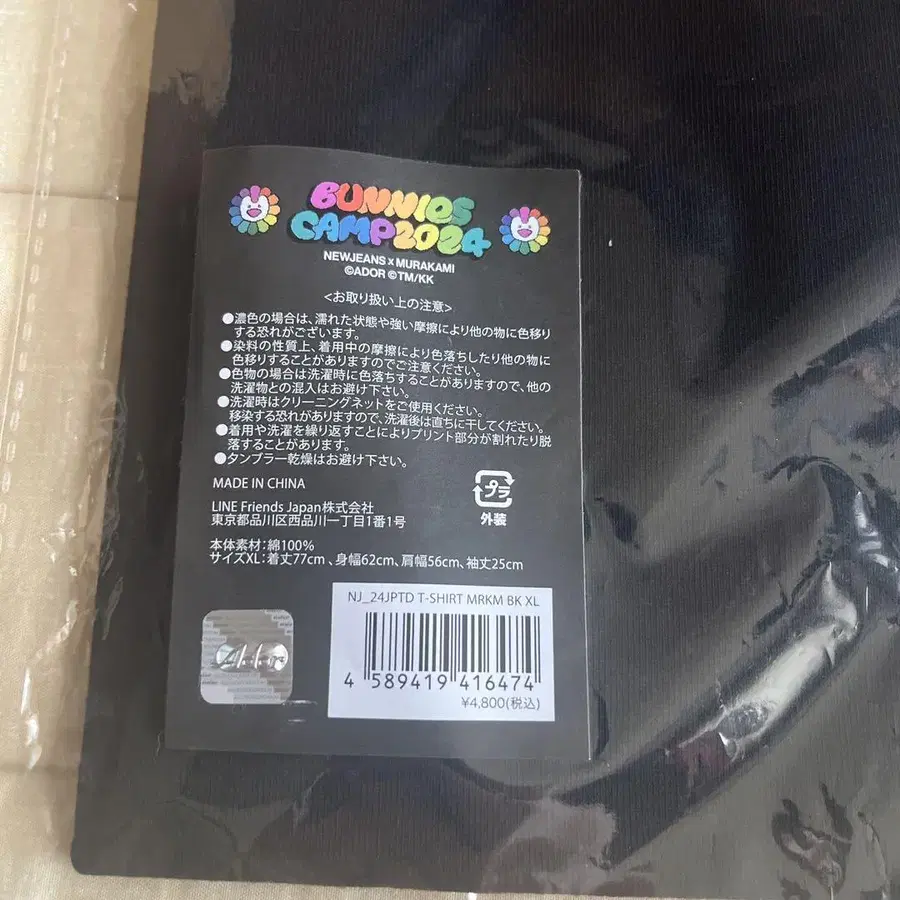 BUNNIES
CAMP2024
NEWJEANS x MURAKAMI
©ADOR ©TM/KK
<お取り扱い上の注意>
●濃色の場合は、濡れた状態や強い摩擦により他の物に色移り
する恐れがございます。
●染料の性質上、着用中の摩擦により色落ちしたり他の物に
色移りすることがありますのでご注意ください。
●色物の場合は洗濯時に色落ちすることがありますので、他の
洗濯物との混入はお避け下さい。
●洗濯時はクリーニングネットをご使用ください。
移染する恐れがありますので、洗濯後は直ちに干してください。
●着用や洗濯を繰り返すことによりプリント部分が割れたり脱
落することがあります。
●タンブラー乾燥はお避け下さい。
MADE IN CHINA
プラ
外装
LINE Friends Japan株式会社
東京都品川区西品川一丁目1番1号
本体素材:綿100%
サイズXL:着丈77cm、身幅62cm、肩幅56cm、袖丈25cm
NJ_24JPTD T-SHIRT MRKM BK XL
4 589419 416474
¥4,800(税込)
Ador